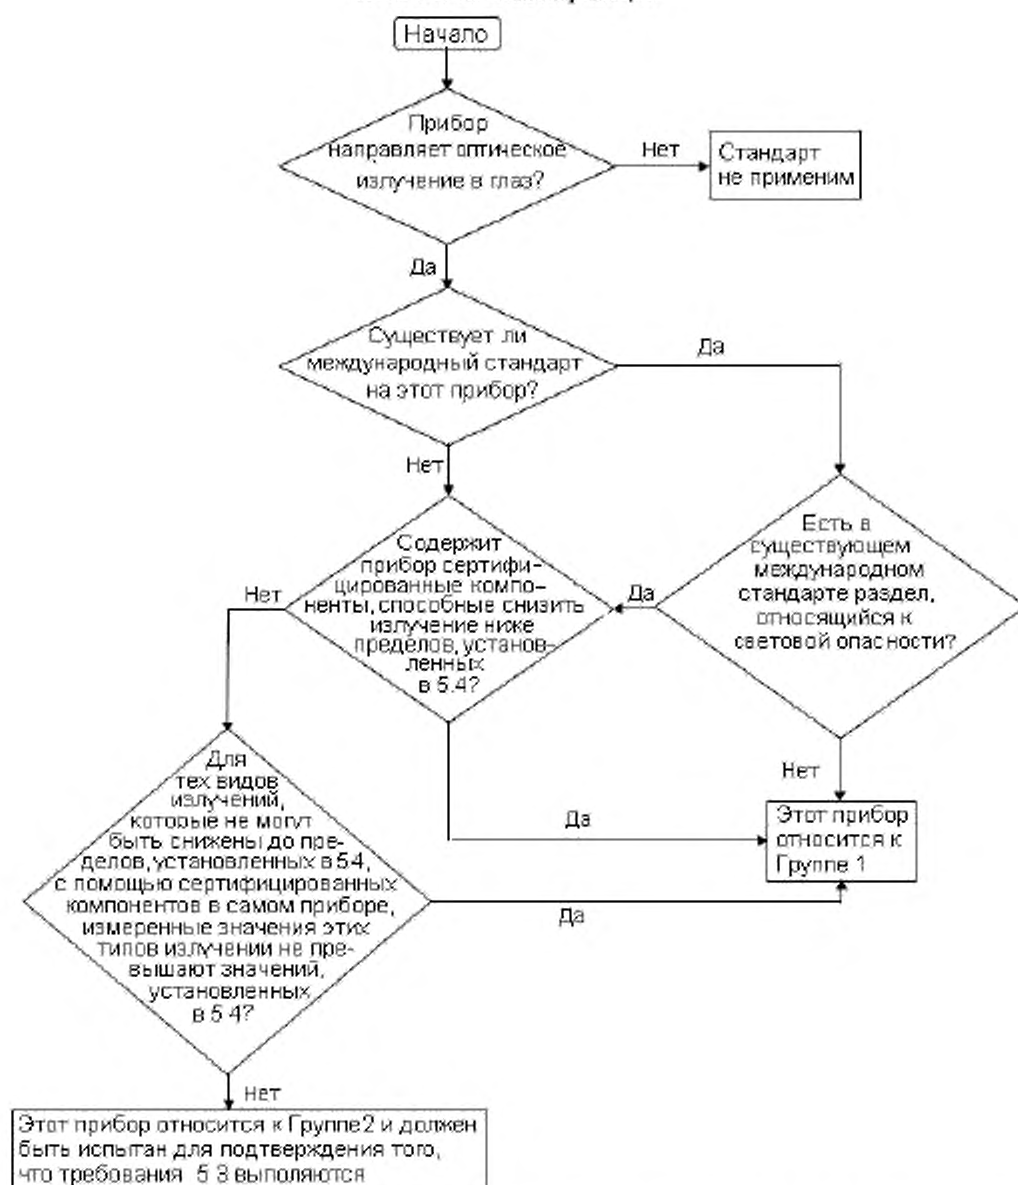 Начало
Прибор
направляет оптическое
излучение в глаз?
Нет
Стандарт
не применим
Да
Существует ли
международный стандарт
на этот прибор?
Да
Нет
Содержит
прибор сертифи-
цированные компо-
ненты, способные снизить
излучение ниже
пределов, установ-
ленных
в 5.4?
Нет
Да
Есть в
существующем
международном
стандарте раздел,
относящийся к
световой опасности?
Нет
Да
Этот прибор
относится к
Группе 1
Для
тех видов
излучений,
которые не могут
быть снижены до пре-
делов, установленных в 5 4,
с помощью сертифицированных
компонентов в самом приборе,
измеренные значения этих
типов излучении не пре-
вышают значений,
установленных
в 5 4?
Да
Нет
Этот прибор относится к Группе2 и должен
быть испытан для подтверждения того,
что требования 5 3 выполяются